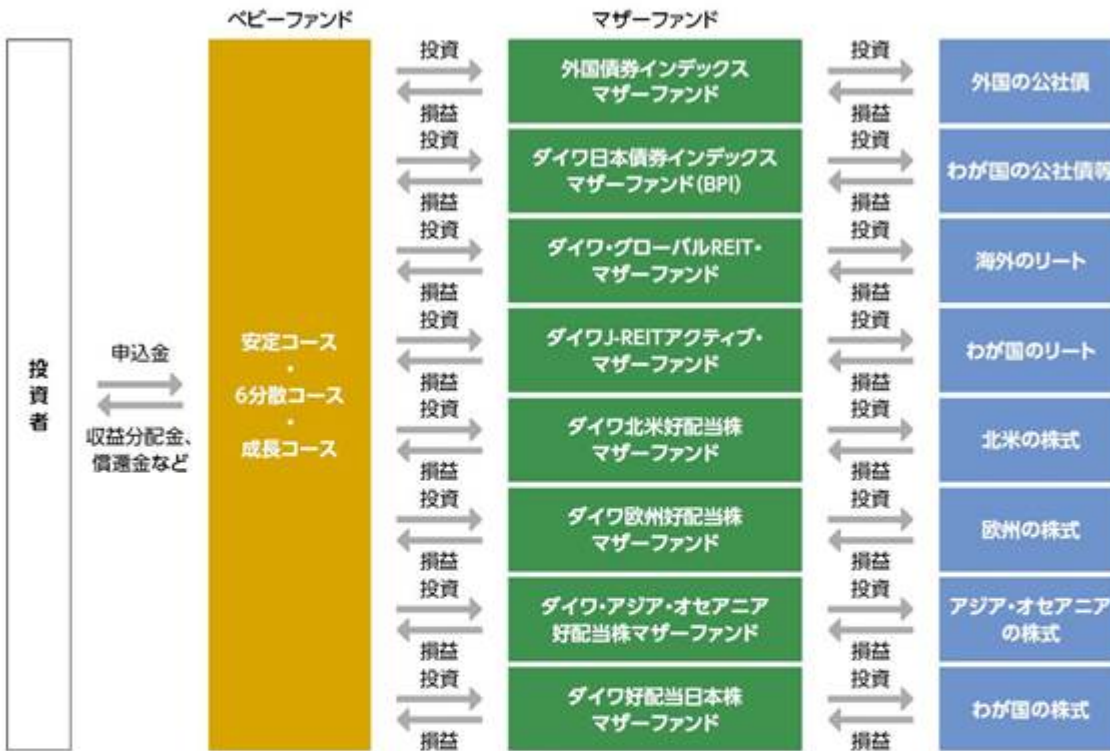 ベビーファンド
マザーファンド
投資者
申込金
収益分配金、
償還金など
安定コース
・
6分散コース
・
成長コース
投資
損益
外国債券インデックス
マザーファンド
投資
損益
外国の公社債
投資
損益
ダイワ日本債券インデックス
マザーファンド(BPI)
投資
損益
わが国の公社債等
投資
損益
ダイワ・グローバルREIT・
マザーファンド
投資
損益
海外のリート
投資
損益
ダイワJ-REITアクティブ・
マザーファンド
投資
損益
わが国のリート
投資
損益
ダイワ北米好配当株
マザーファンド
投資
損益
北米の株式
投資
損益
ダイワ欧州好配当株
マザーファンド
投資
損益
欧州の株式
投資
損益
ダイワ・アジア・オセアニア
好配当株マザーファンド
投資
損益
アジア・オセアニア
の株式
投資
損益
ダイワ好配当日本株
マザーファンド
投資
損益
わが国の株式